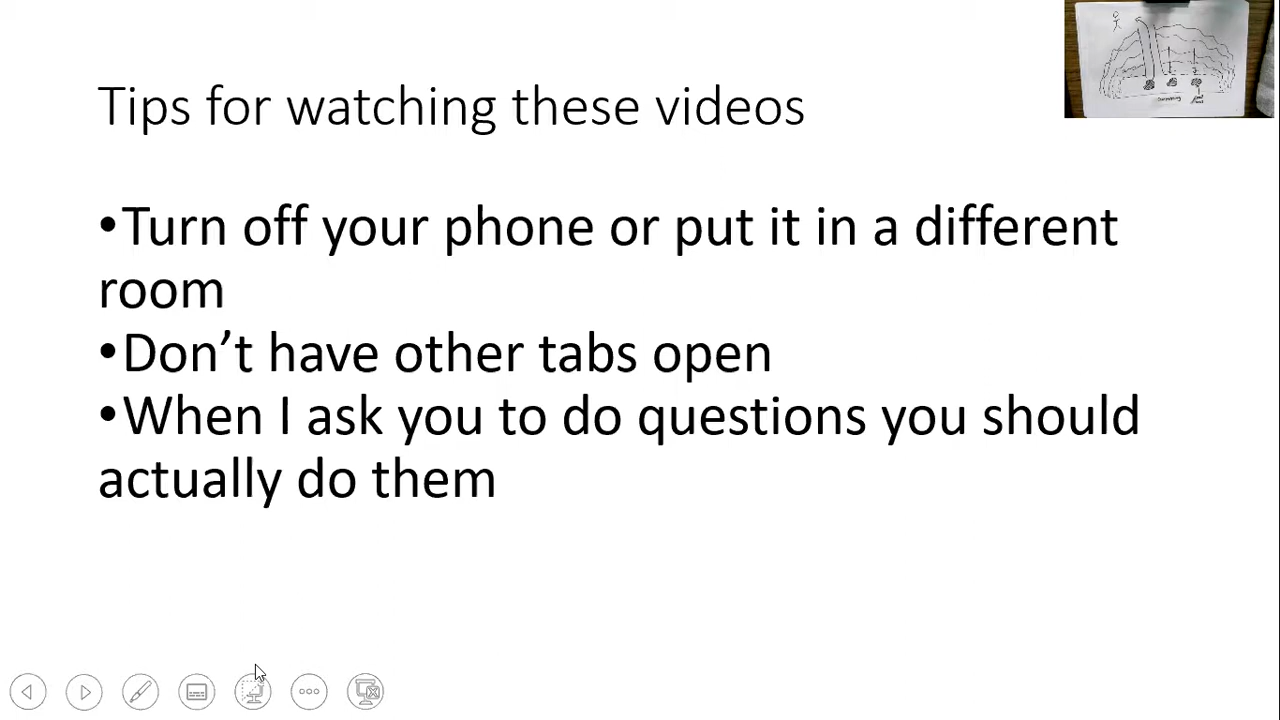 Tips for watching these videos
•Turn off your phone or put it in a different
room
•Don’t have other tabs open
•When I ask you to do questions you should
actually do them